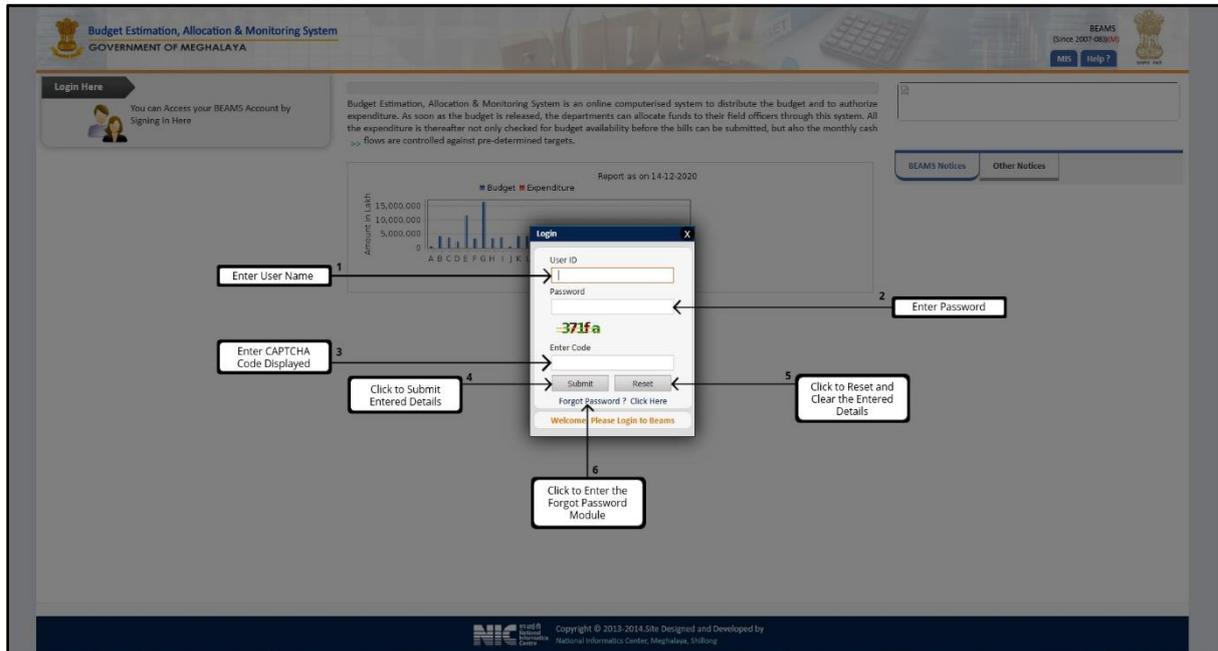 Budget Estimation, Allocation & Monitoring System
GOVERNMENT OF MEGHALAYA
BEAMS
(Since 2007-08)(M)
MIS Help ?
Login Here
You can Access your BEAMS Account by
Signing In Here
Budget Estimation, Allocation & Monitoring System is an online computerised system to distribute the budget and to authorize
expenditure. As soon as the budget is released, the departments can allocate funds to their field officers through this system. All
the expenditure is thereafter not only checked for budget availability before the bills can be submitted, but also the monthly cash
>> flows are controlled against pre-determined targets.
BEAMS Notices Other Notices
Report as on 14-12-2020
Budget Expenditure
Amount in Lakh
15,000,000
10,000,000
5,000,000
0
A B C D E F G H I J K L
Login X
User ID
Password
371fa
Enter Code
Submit Reset
Forgot Password ? Click Here
Welcome! Please Login to Beams
1
Enter User Name
2
Enter Password
3
Enter CAPTCHA
Code Displayed
4
Click to Submit
Entered Details
5
Click to Reset and
Clear the Entered
Details
6
Click to Enter the
Forgot Password
Module
NIC
National
Informatics
Centre
Copyright © 2013-2014.Site Designed and Developed by
National Informatics Center, Meghalaya, Shillong